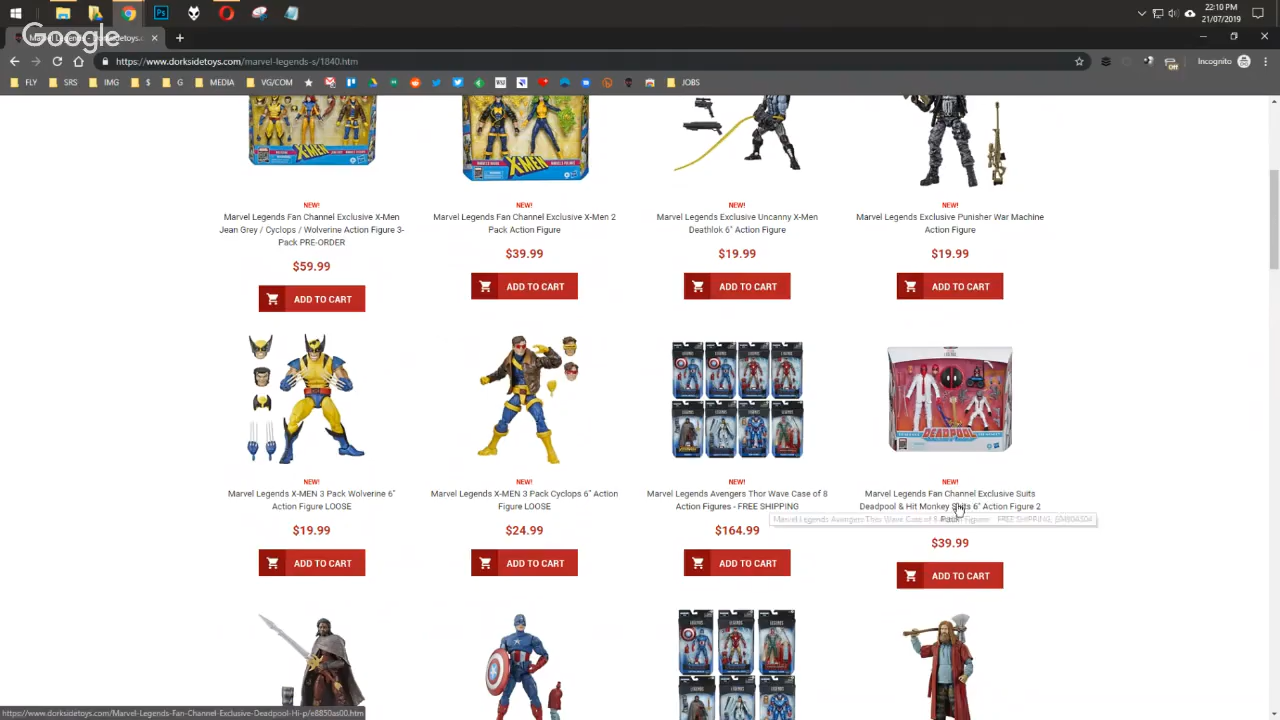 22:10 PM
21/07/2019
Google
Marvel Legends - Dorksidetoys.c
https://www.dorksidetoys.com/marvel-legends-s/1840.htm
Incognito
FLY
SRS
IMG
$
G
MEDIA
VG/COM
JOBS
X-MEN
X-MEN
NEW!
Marvel Legends Fan Channel Exclusive X-Men
Jean Grey / Cyclops / Wolverine Action Figure 3-
Pack PRE-ORDER
$59.99
ADD TO CART
NEW!
Marvel Legends Fan Channel Exclusive X-Men 2
Pack Action Figure
$39.99
ADD TO CART
NEW!
Marvel Legends Exclusive Uncanny X-Men
Deathlok 6" Action Figure
$19.99
ADD TO CART
NEW!
Marvel Legends Exclusive Punisher War Machine
Action Figure
$19.99
ADD TO CART
DEADPOOL
NEW!
Marvel Legends X-MEN 3 Pack Wolverine 6"
Action Figure LOOSE
$19.99
ADD TO CART
NEW!
Marvel Legends X-MEN 3 Pack Cyclops 6" Action
Figure LOOSE
$24.99
ADD TO CART
NEW!
Marvel Legends Avengers Thor Wave Case of 8
Action Figures - FREE SHIPPING
$164.99
ADD TO CART
NEW!
Marvel Legends Fan Channel Exclusive Suits
Deadpool & Hit Monkey Suits 6" Action Figure 2
Pack
$39.99
ADD TO CART
https://www.dorksidetoys.com/Marvel-Legends-Fan-Channel-Exclusive-Deadpool-Hi-p/e8850as00.htm